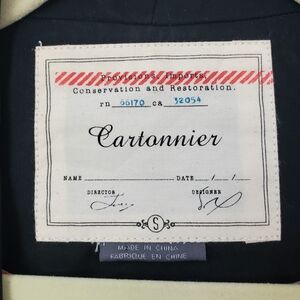 Provisions, Imports,
Conservation and Restoration.
rn 66170 ca 32054
Cartonnier
NAME DATE / /
DIRECTOR DESIGNER
S
MADE IN CHINA
FABRIQUÉ EN CHINE